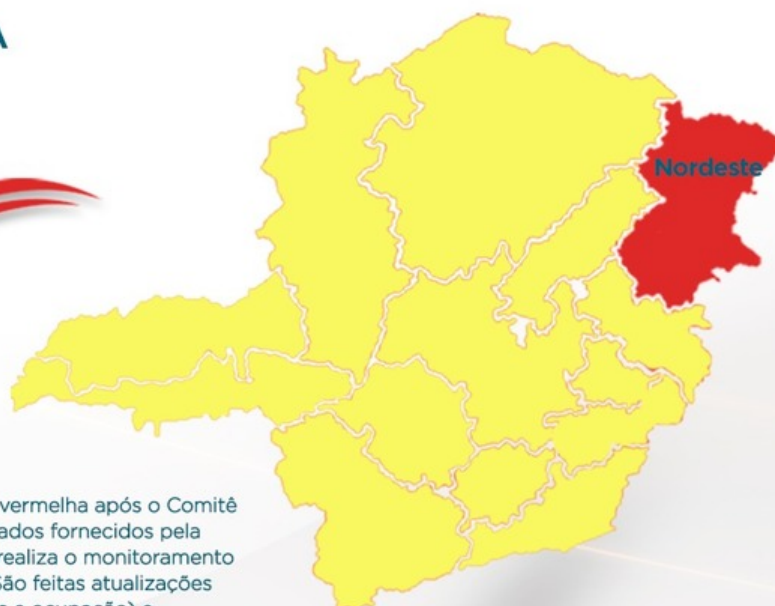 A
Nordeste
vermelha após o Comitê
ados fornecidos pela
realiza o monitoramento
São feitas atualizações